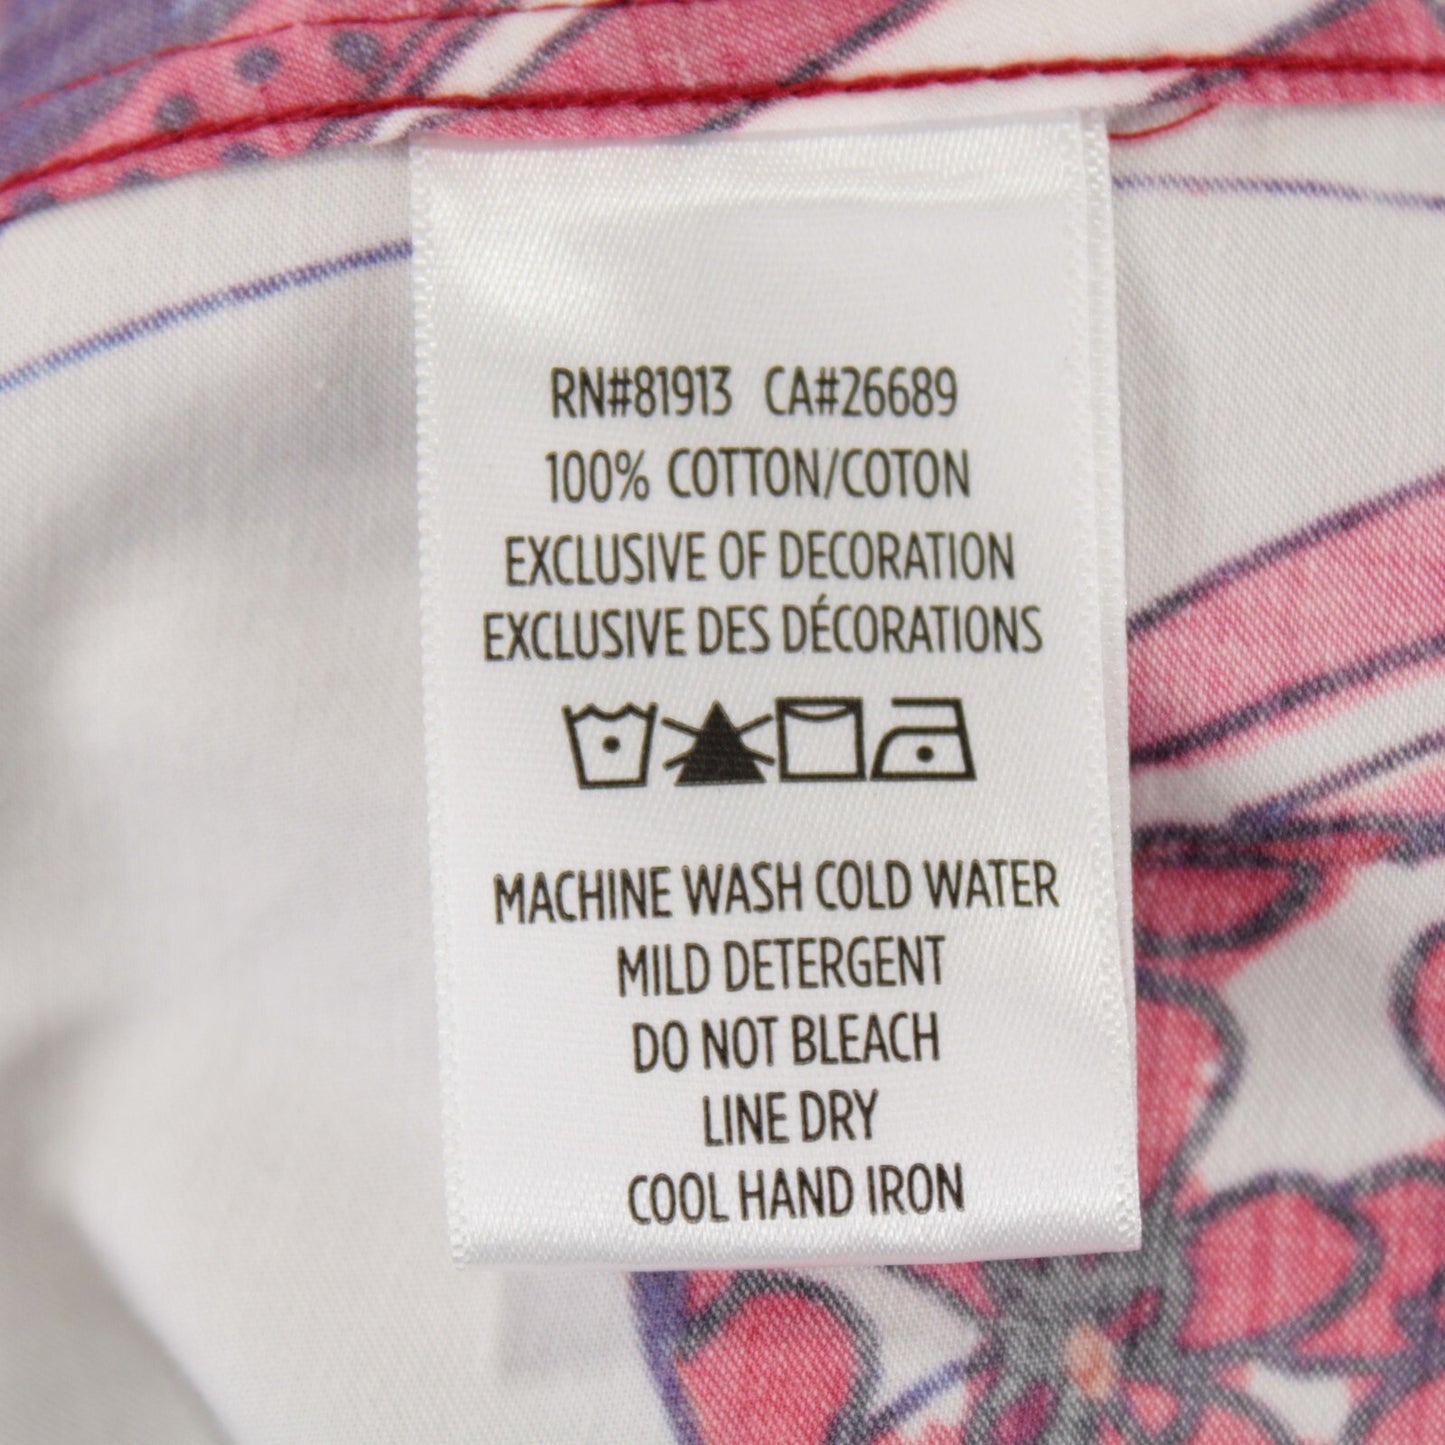 RN#81913 CA#26689
100% COTTON/COTON
EXCLUSIVE OF DECORATION
EXCLUSIVE DES DÉCORATIONS
MACHINE WASH COLD WATER
MILD DETERGENT
DO NOT BLEACH
LINE DRY
COOL HAND IRON